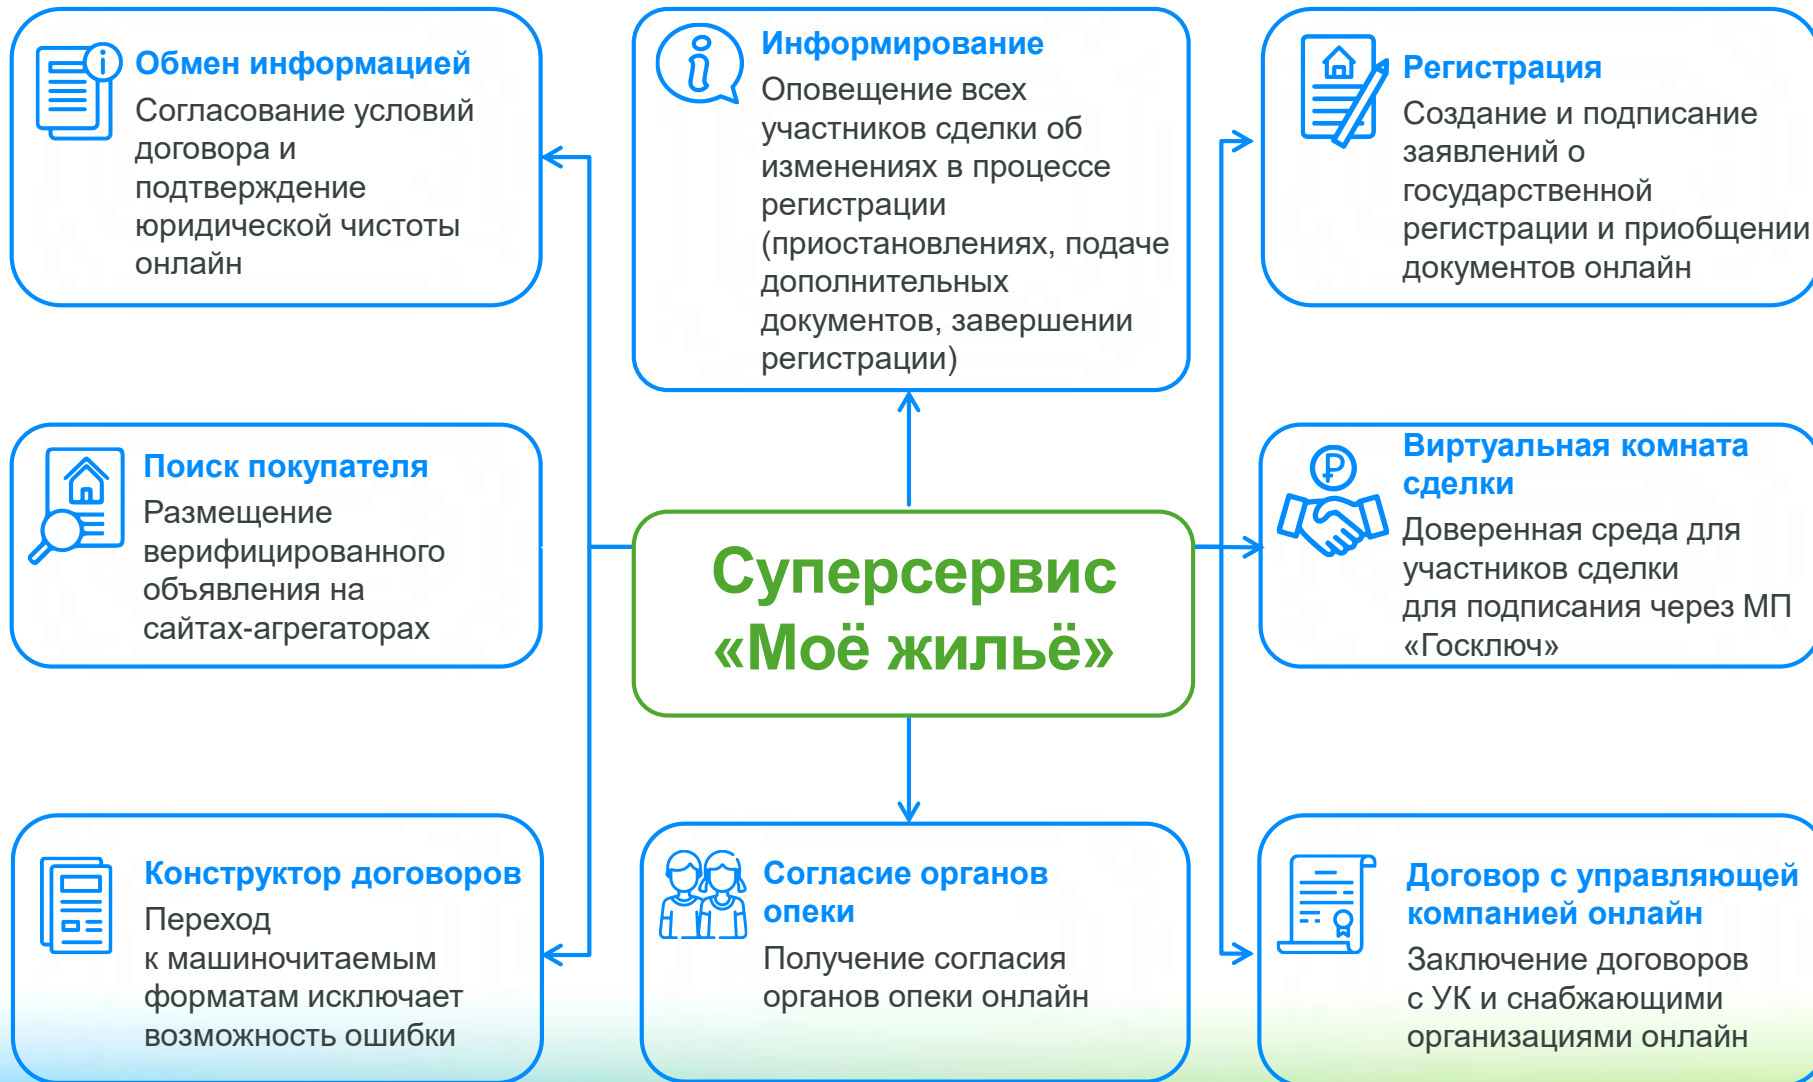 Обмен информацией
Согласование условий
договора и
подтверждение
юридической чистоты
онлайн
Информирование
Оповещение всех
участников сделки об
изменениях в процессе
регистрации
(приостановлениях, подаче
дополнительных
документов, завершении
регистрации)
Регистрация
Создание и подписание
заявлений о
государственной
регистрации и приобщении
документов онлайн
Поиск покупателя
Размещение
верифицированного
объявления на
сайтах-агрегаторах
Суперсервис
«Моё жильё»
Виртуальная комната
сделки
Доверенная среда для
участников сделки
для подписания через МП
«Госключ»
Конструктор договоров
Переход
к машиночитаемым
форматам исключает
возможность ошибки
Согласие органов
опеки
Получение согласия
органов опеки онлайн
Договор с управляющей
компанией онлайн
Заключение договоров
с УК и снабжающими
организациями онлайн